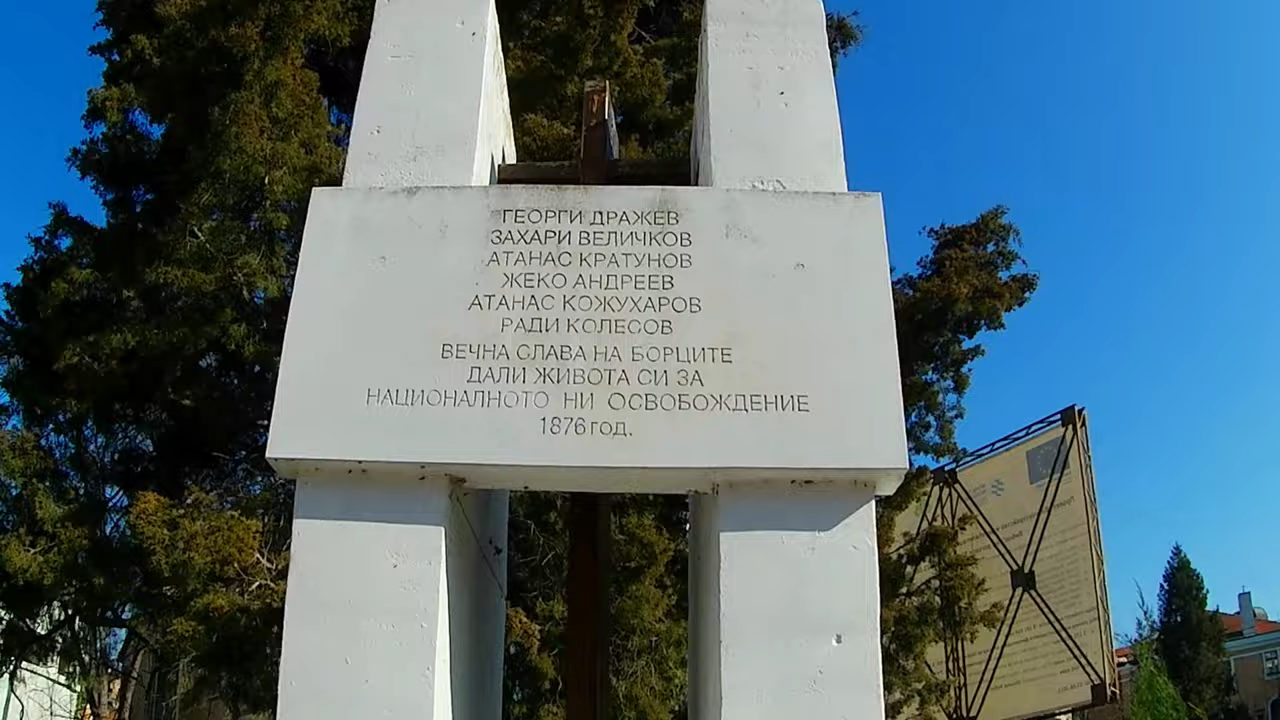 ГЕОРГИ ДРАЖЕВ
ЗАХАРИ ВЕЛИЧКОВ
АТАНАС КРАТУНОВ
ЖЕКО АНДРЕЕВ
АТАНАС КОЖУХАРОВ
РАДИ КОЛЕСОВ
ВЕЧНА СЛАВА НА БОРЦИТЕ
ДАЛИ ЖИВОТА СИ ЗА
НАЦИОНАЛНОТО НИ ОСВОБОЖДЕНИЕ
1876 год.